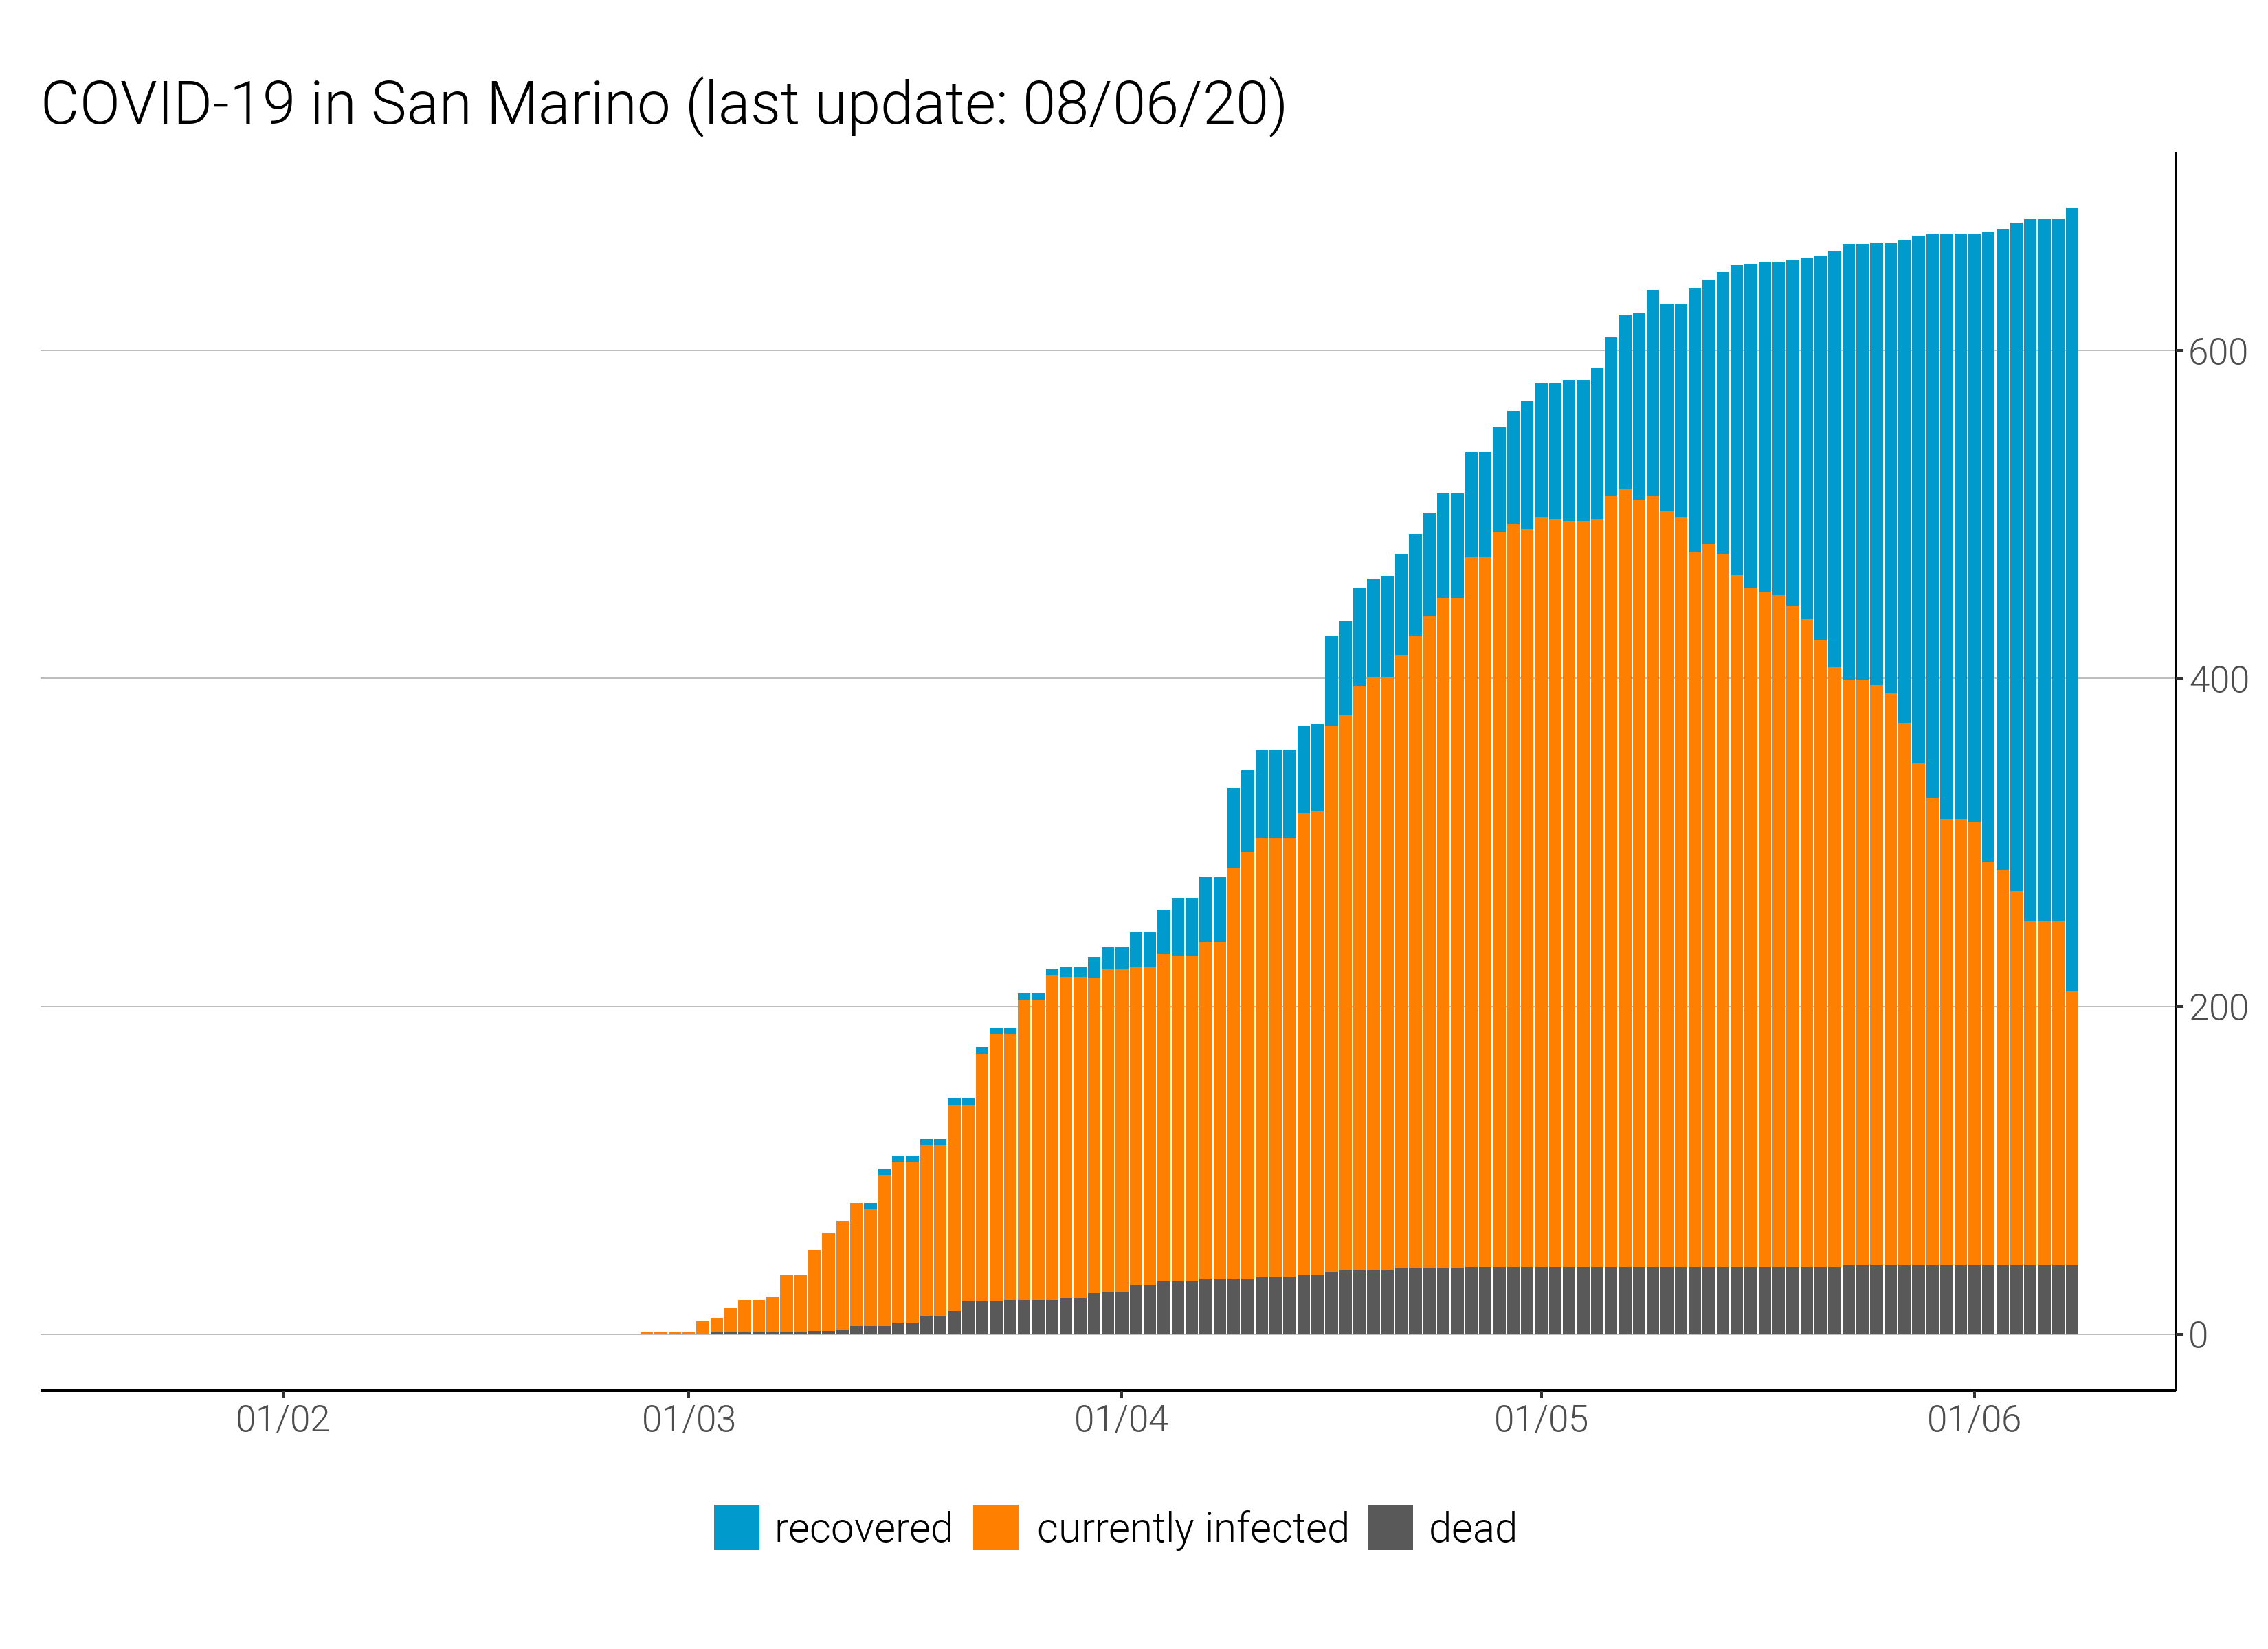 COVID-19 in San Marino (last update: 08/06/20)
600
400
200
0
01/02 01/03 01/04 01/05 01/06
recovered currently infected dead